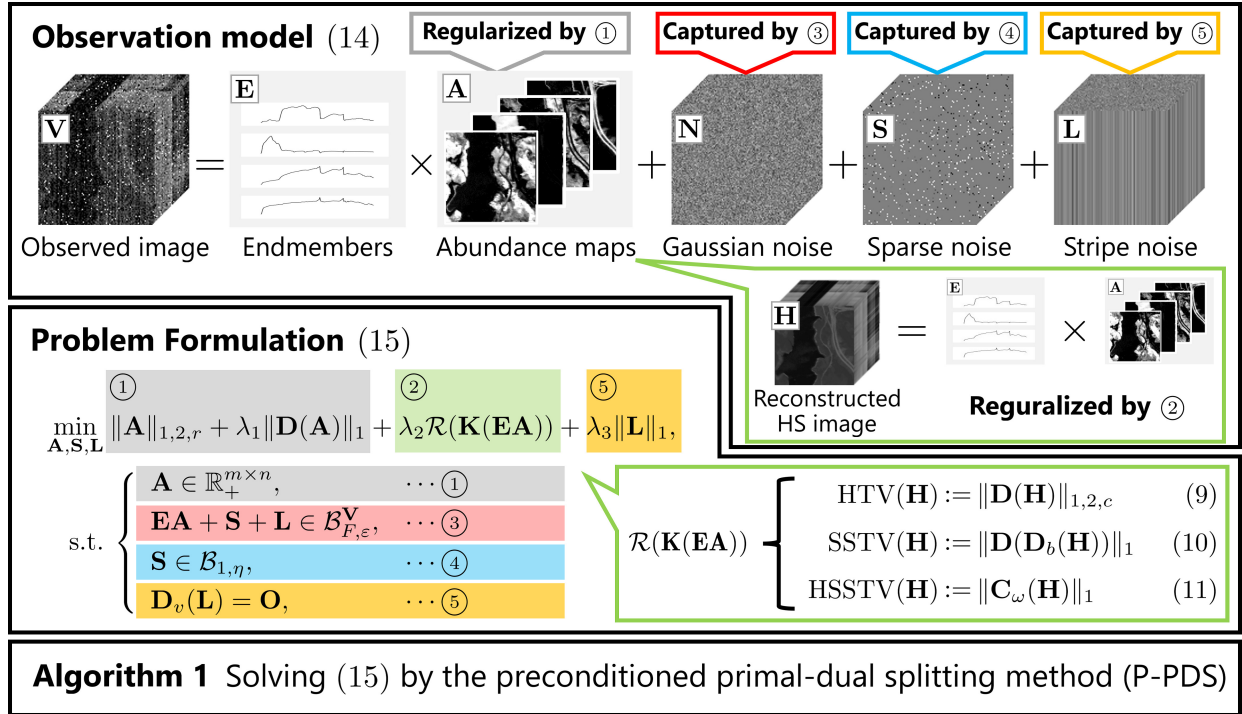 Observation model (14)
Regularized by ①
Captured by ③
Captured by ④
Captured by ⑤
V
=
E
×
A
+
N
+
S
+
L
Observed image
Endmembers
Abundance maps
Gaussian noise
Sparse noise
Stripe noise
H
=
E
×
A
Reconstructed
HS image
Reguralized by ②
Problem Formulation (15)
① ② ⑤
min ‖A‖₁,₂,ᵣ + λ₁‖D(A)‖₁ + λ₂R(K(EA)) + λ₃‖L‖₁,
A,S,L
s.t.
A ∈ ℝ₊^{m×n}, ⋯ ①
EA + S + L ∈ B^V_{F,ε}, ⋯ ③
S ∈ B_{1,η}, ⋯ ④
D_v(L) = O, ⋯ ⑤
R(K(EA))
HTV(H) := ‖D(H)‖_{1,2,c} (9)
SSTV(H) := ‖D(D_b(H))‖₁ (10)
HSSTV(H) := ‖C_ω(H)‖₁ (11)
Algorithm 1 Solving (15) by the preconditioned primal-dual splitting method (P-PDS)